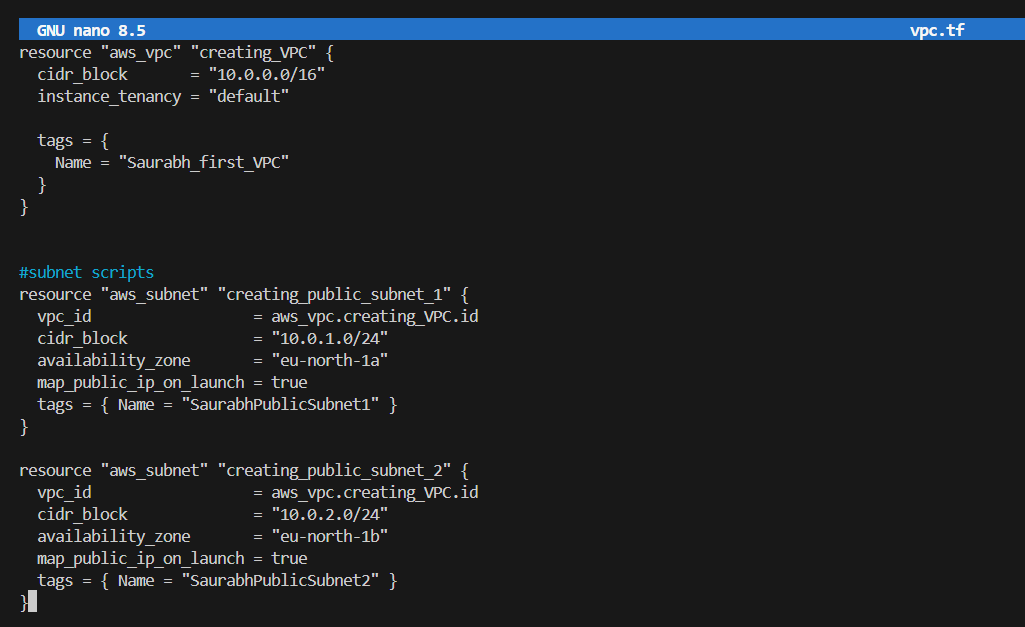 GNU nano 8.5 vpc.tf
resource "aws_vpc" "creating_VPC" {
  cidr_block       = "10.0.0.0/16"
  instance_tenancy = "default"

  tags = {
    Name = "Saurabh_first_VPC"
  }
}


#subnet scripts
resource "aws_subnet" "creating_public_subnet_1" {
  vpc_id                  = aws_vpc.creating_VPC.id
  cidr_block              = "10.0.1.0/24"
  availability_zone       = "eu-north-1a"
  map_public_ip_on_launch = true
  tags = { Name = "SaurabhPublicSubnet1" }
}

resource "aws_subnet" "creating_public_subnet_2" {
  vpc_id                  = aws_vpc.creating_VPC.id
  cidr_block              = "10.0.2.0/24"
  availability_zone       = "eu-north-1b"
  map_public_ip_on_launch = true
  tags = { Name = "SaurabhPublicSubnet2" }
}